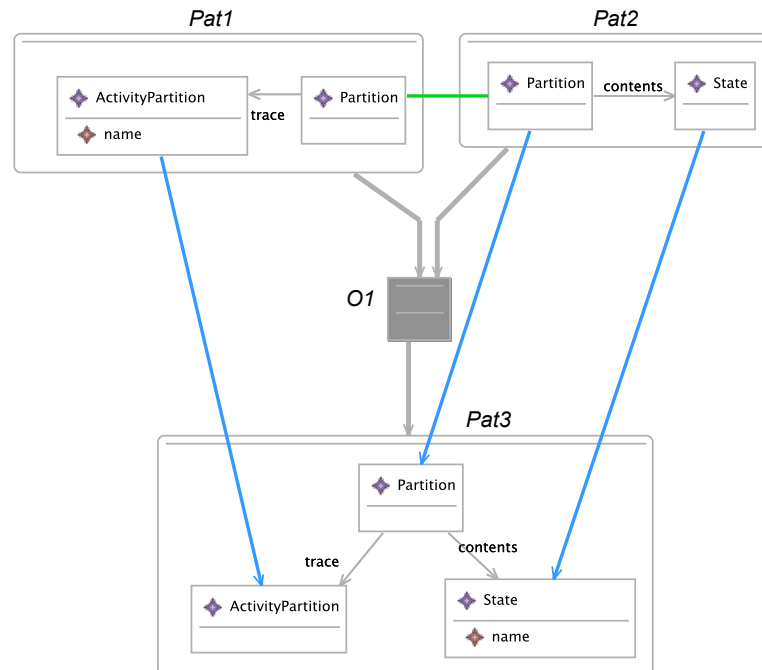 Pat1
Pat2
ActivityPartition
Partition
Partition
State
contents
trace
name
O1
Pat3
Partition
trace
contents
ActivityPartition
State
name